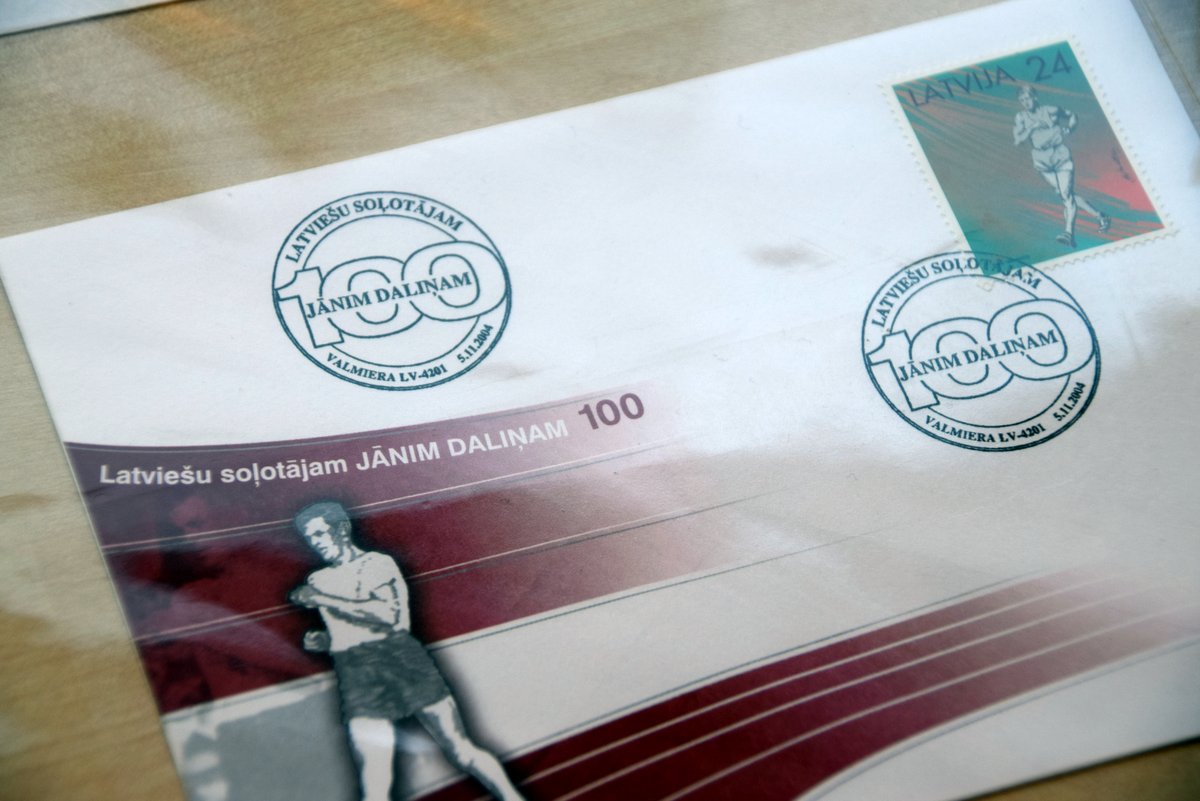 LATVIJA 24
LATVIEŠU SOĻOTĀJAM
100
JĀNIM DALIŅAM
VALMIERA LV-4201 5.11.2004
LATVIEŠU SOĻOTĀJAM
100
JĀNIM DALIŅAM
VALMIERA LV-4201 5.11.2004
Latviešu soļotājam JĀNIM DALIŅAM 100